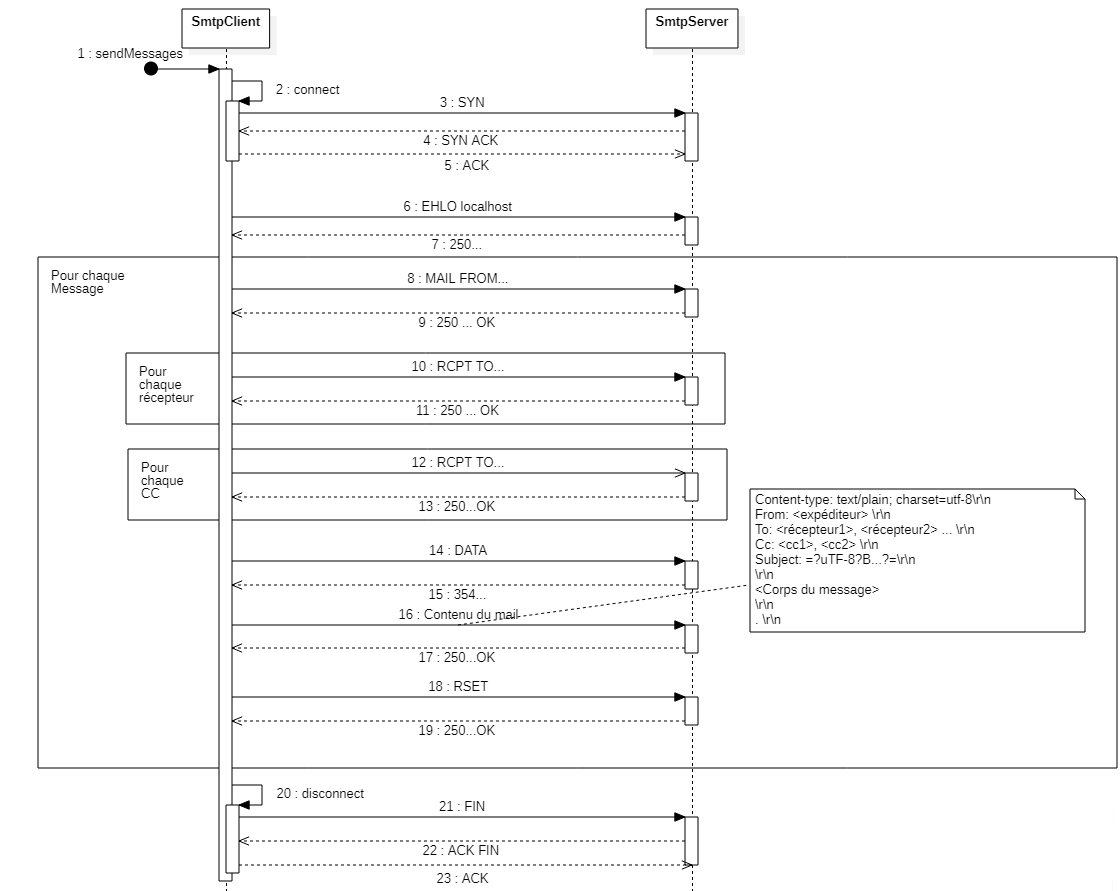 SmtpClient
SmtpServer
1 : sendMessages
2 : connect
3 : SYN
4 : SYN ACK
5 : ACK
6 : EHLO localhost
7 : 250...
Pour chaque
Message
8 : MAIL FROM...
9 : 250 ... OK
Pour
chaque
récepteur
10 : RCPT TO...
11 : 250 ... OK
Pour
chaque
CC
12 : RCPT TO...
13 : 250...OK
Content-type: text/plain; charset=utf-8\r\n
From: <expéditeur> \r\n
To: <récepteur1>, <récepteur2> ... \r\n
Cc: <cc1>, <cc2> \r\n
Subject: =?uTF-8?B...?=\r\n
\r\n
<Corps du message>
\r\n
. \r\n
14 : DATA
15 : 354...
16 : Contenu du mail
17 : 250...OK
18 : RSET
19 : 250...OK
20 : disconnect
21 : FIN
22 : ACK FIN
23 : ACK